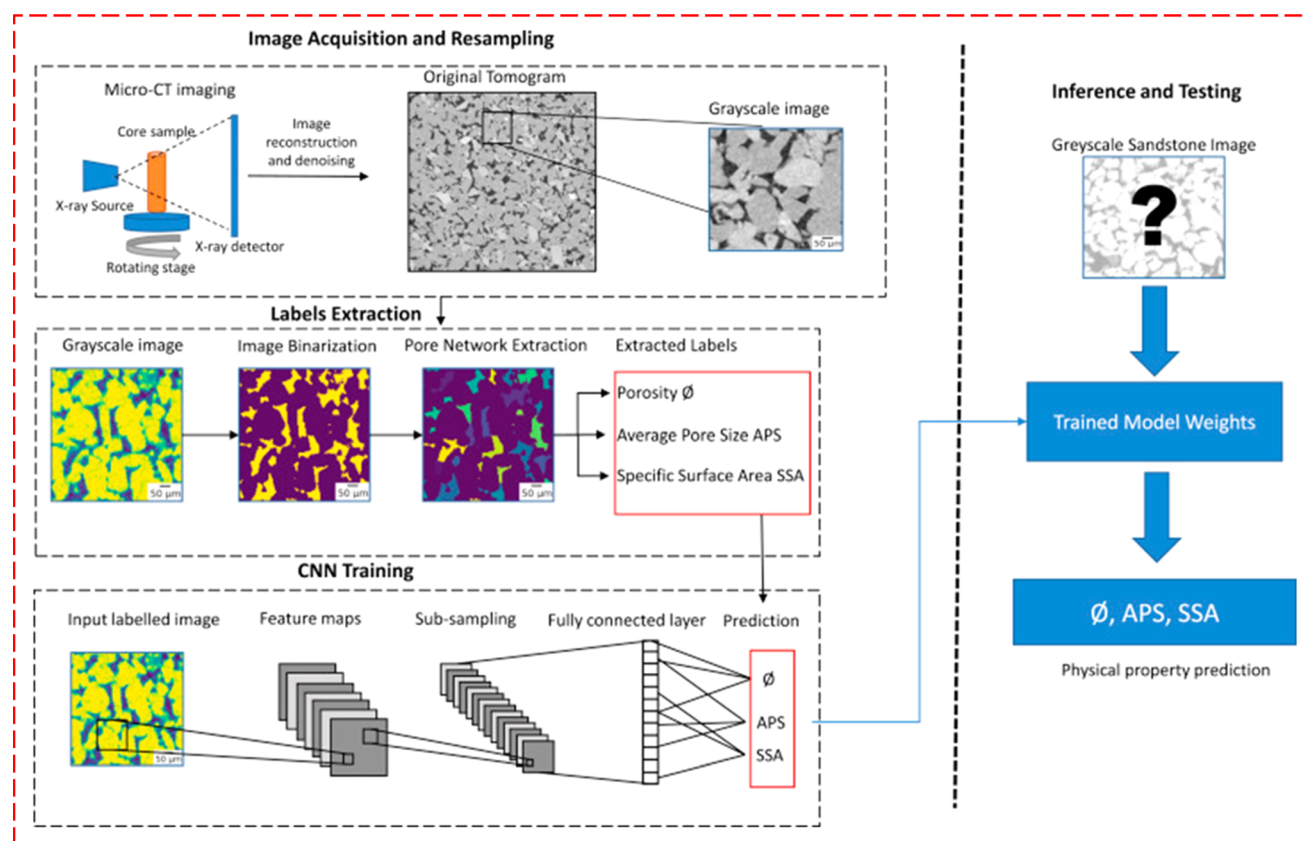 Image Acquisition and Resampling
Micro-CT imaging
Core sample
X-ray Source
X-ray detector
Rotating stage
Image
reconstruction
and denoising
Original Tomogram
Grayscale image
50 µm
Labels Extraction
Grayscale image
Image Binarization
Pore Network Extraction
Extracted Labels
50 µm
50 µm
50 µm
Porosity Ø
Average Pore Size APS
Specific Surface Area SSA
CNN Training
Input labelled image
Feature maps
Sub-sampling
Fully connected layer
Prediction
50 µm
Ø
APS
SSA
Inference and Testing
Greyscale Sandstone Image
?
Trained Model Weights
Ø, APS, SSA
Physical property prediction